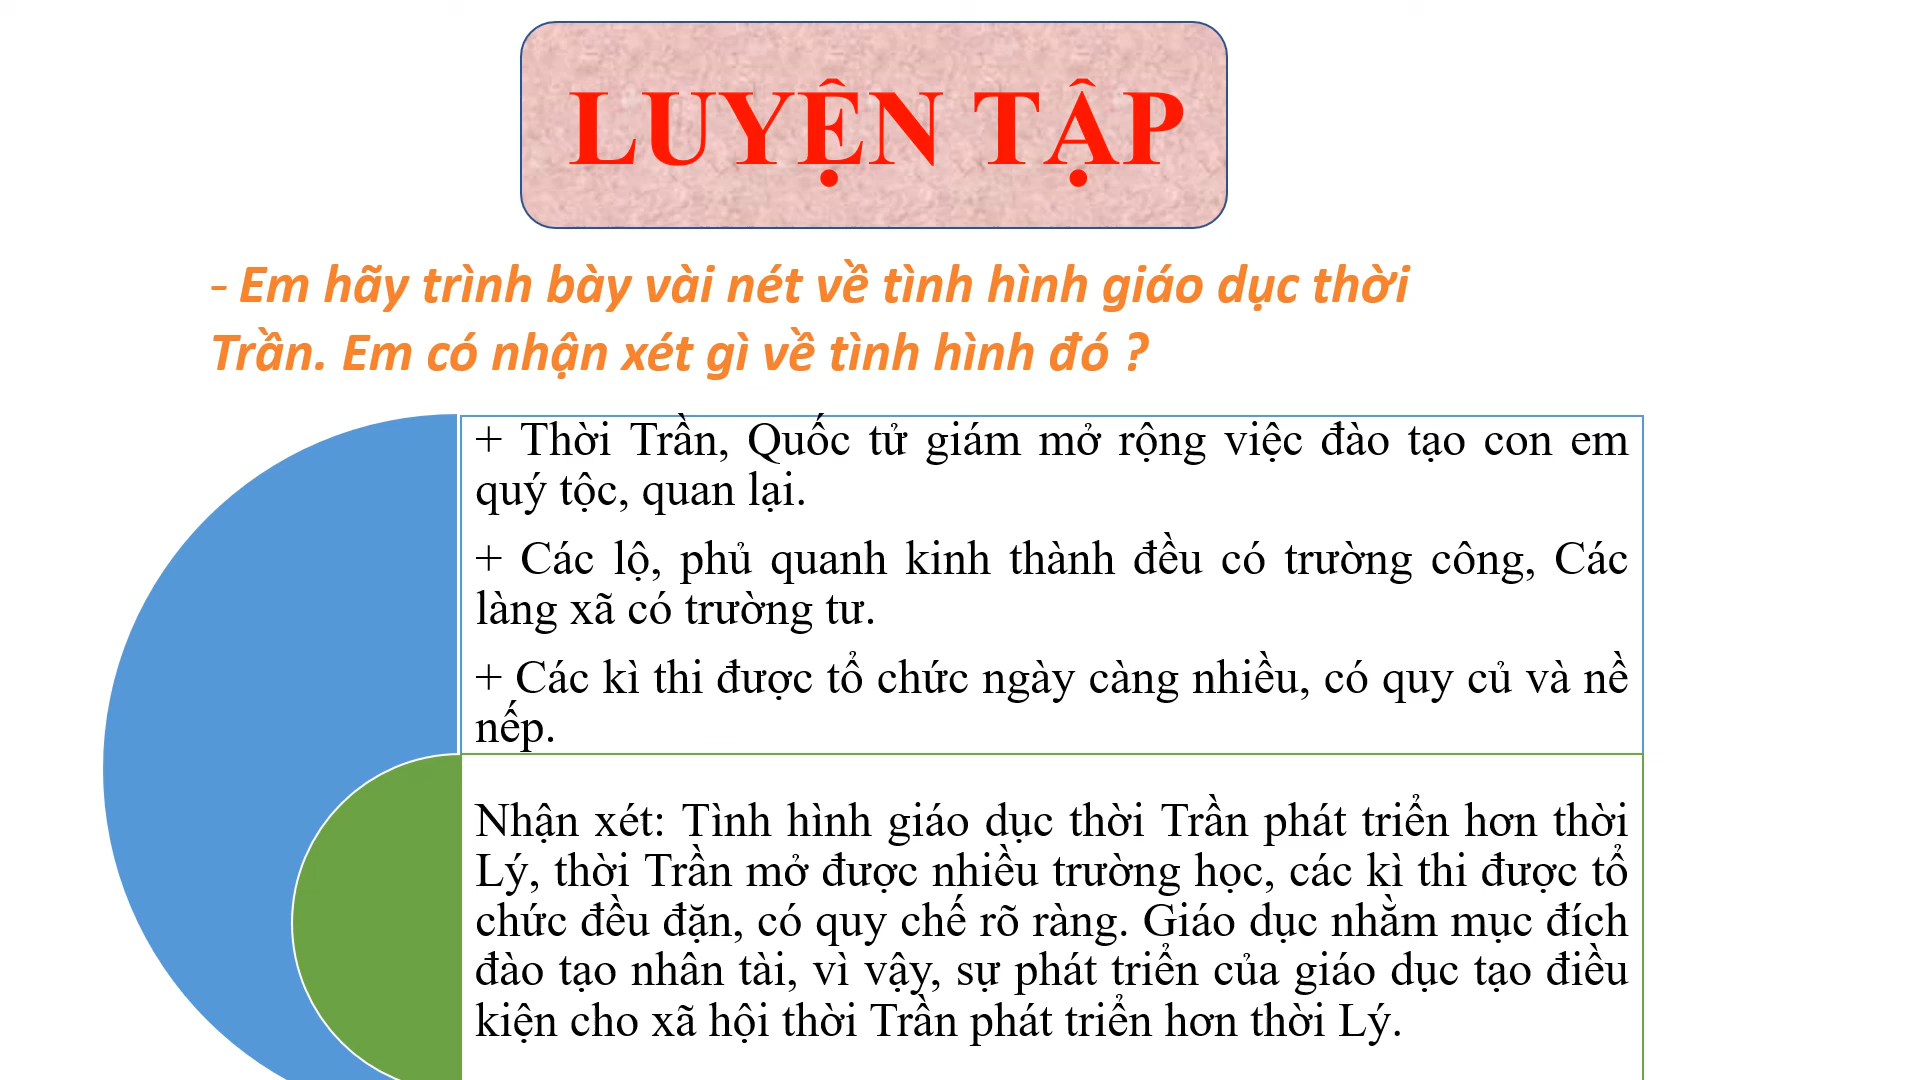 LUYỆN TẬP
- Em hãy trình bày vài nét về tình hình giáo dục thời
Trần. Em có nhận xét gì về tình hình đó ?
+ Thời Trần, Quốc tử giám mở rộng việc đào tạo con em
quý tộc, quan lại.
+ Các lộ, phủ quanh kinh thành đều có trường công, Các
làng xã có trường tư.
+ Các kì thi được tổ chức ngày càng nhiều, có quy củ và nề
nếp.
Nhận xét: Tình hình giáo dục thời Trần phát triển hơn thời
Lý, thời Trần mở được nhiều trường học, các kì thi được tổ
chức đều đặn, có quy chế rõ ràng. Giáo dục nhằm mục đích
đào tạo nhân tài, vì vậy, sự phát triển của giáo dục tạo điều
kiện cho xã hội thời Trần phát triển hơn thời Lý.